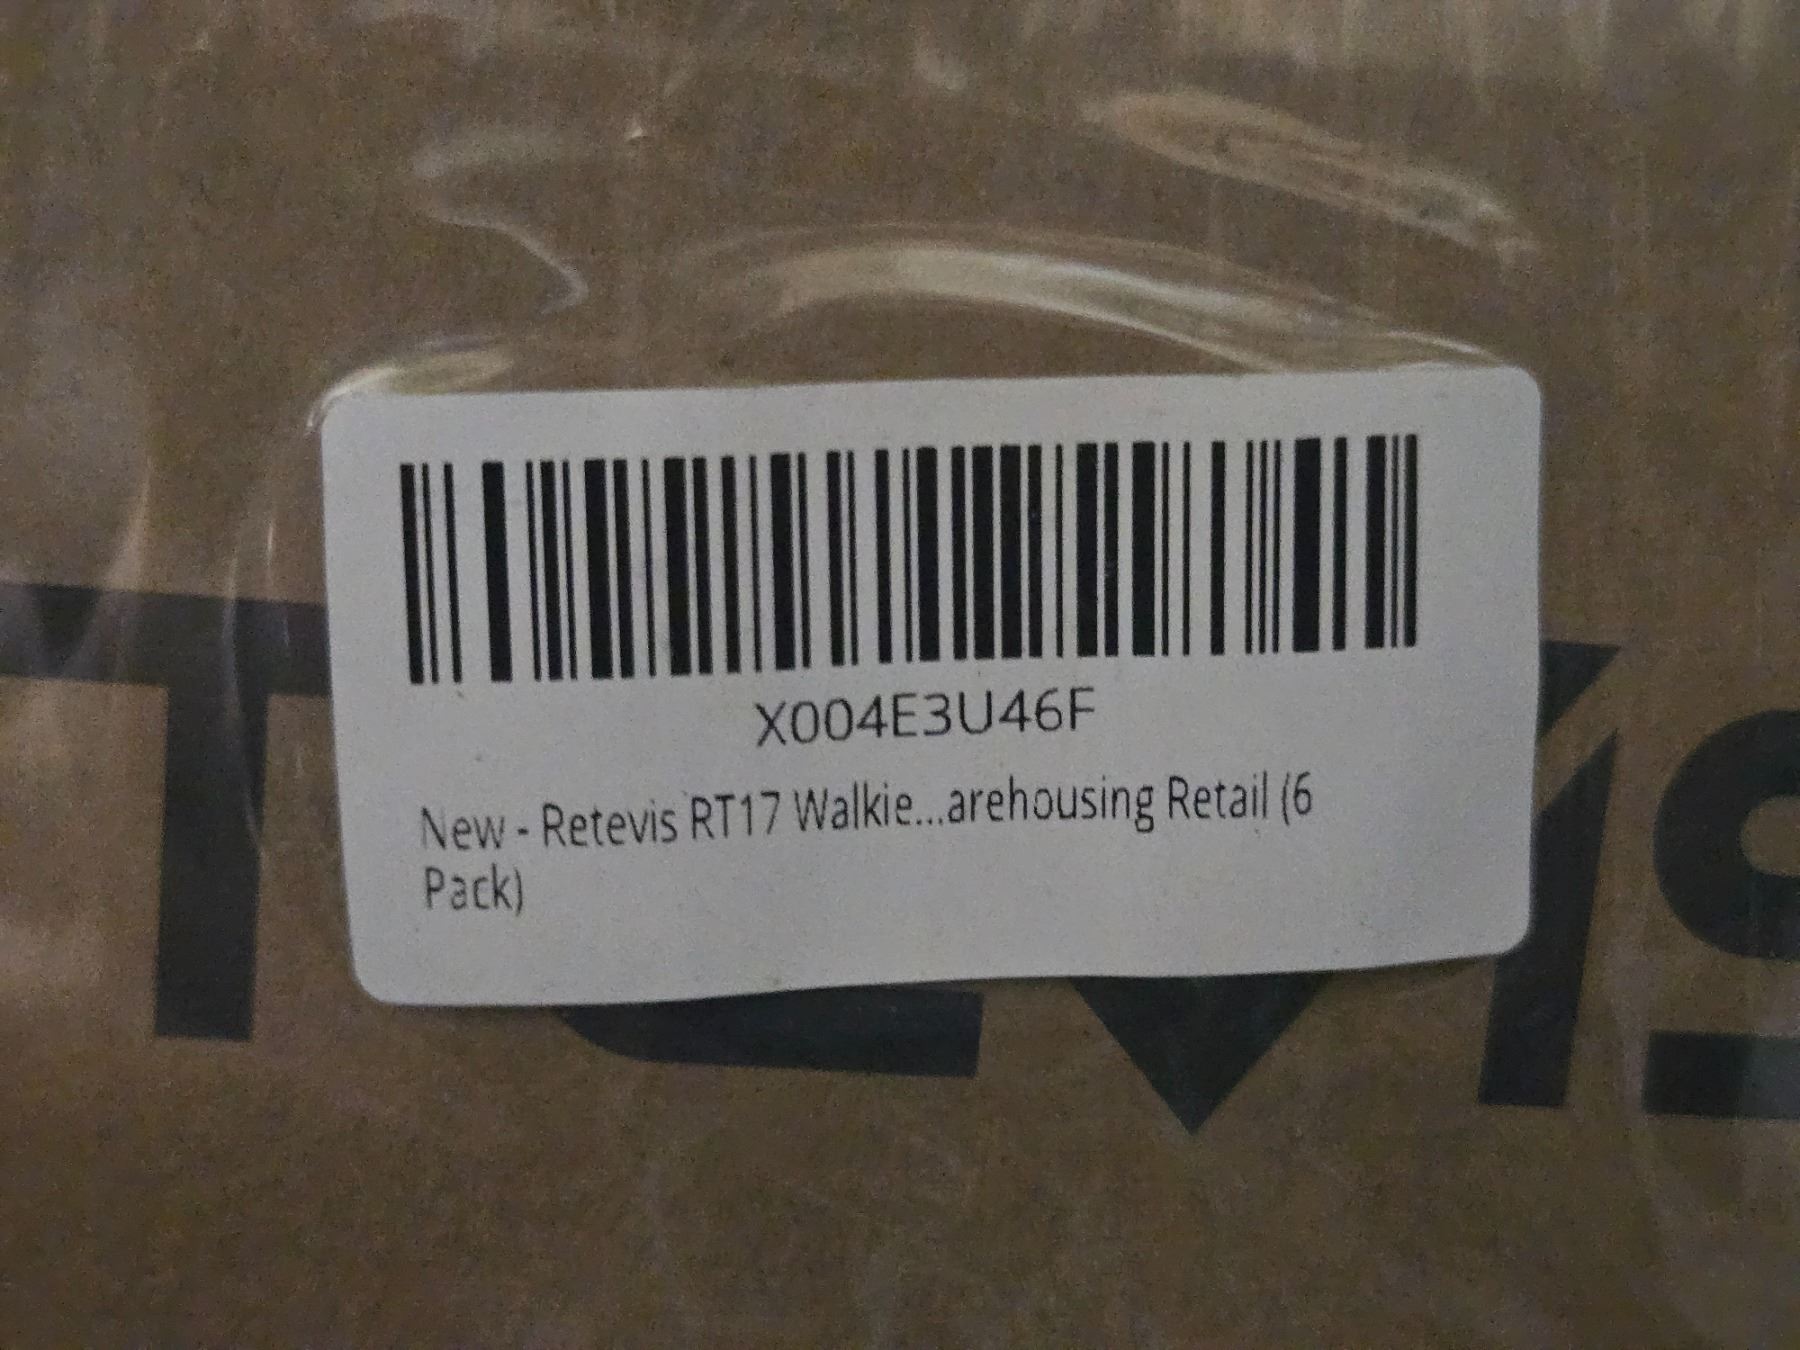 X004E3U46F
New - Retevis RT17 Walkie...arehousing Retail (6
Pack)